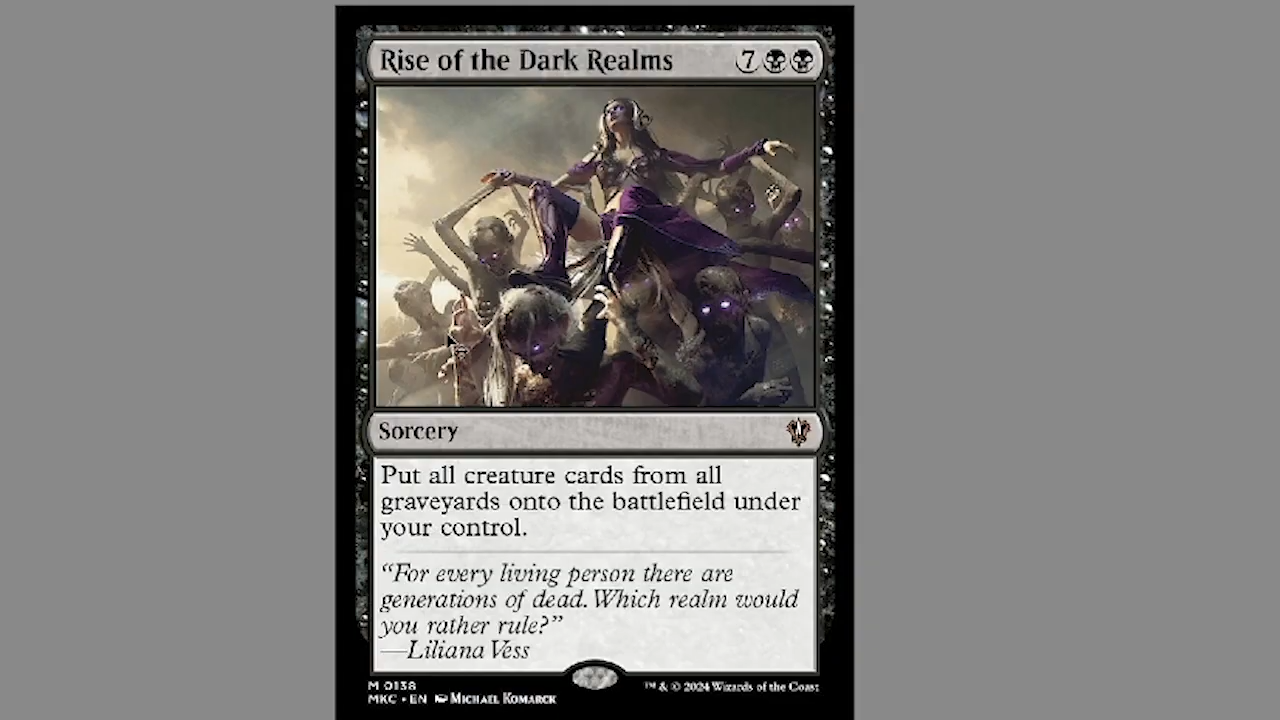 Rise of the Dark Realms 7
Sorcery
Put all creature cards from all
graveyards onto the battlefield under
your control.
“For every living person there are
generations of dead. Which realm would
you rather rule?”
—Liliana Vess
M 0138
MKC • EN Michael Komarck
™ & © 2024 Wizards of the Coast